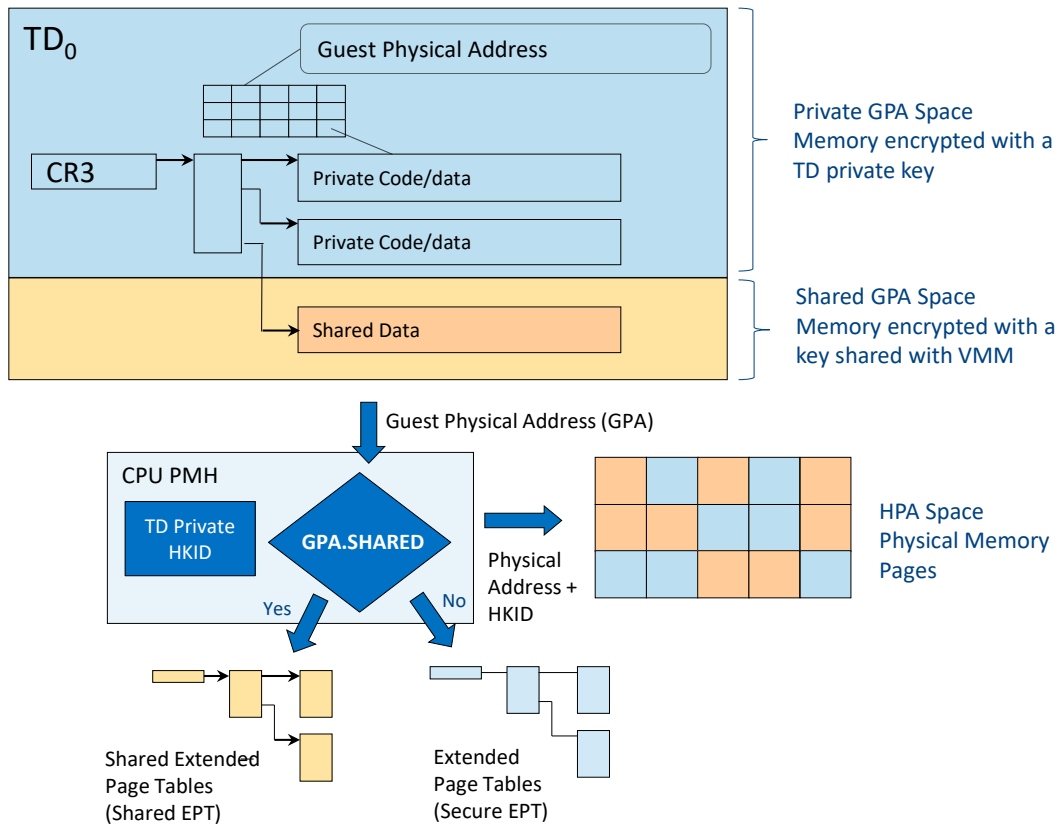 TD0
Guest Physical Address
CR3
Private Code/data
Private Code/data
Shared Data
Private GPA Space
Memory encrypted with a
TD private key
Shared GPA Space
Memory encrypted with a
key shared with VMM
Guest Physical Address (GPA)
CPU PMH
TD Private
HKID
GPA.SHARED
Yes
No
Physical
Address +
HKID
HPA Space
Physical Memory
Pages
Shared Extended
Page Tables
(Shared EPT)
Extended
Page Tables
(Secure EPT)